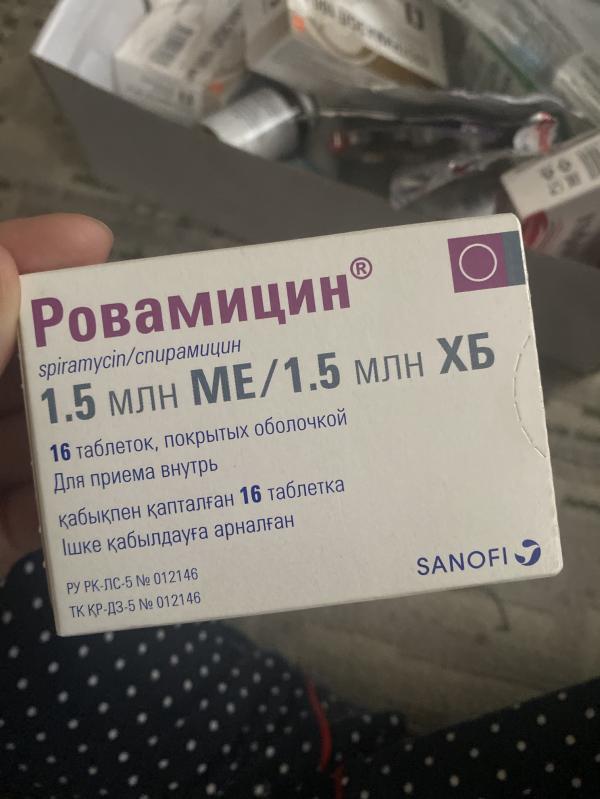 Ровамицин®
spiramycin/спирамицин
1.5 млн МЕ/1.5 млн ХБ
16 таблеток, покрытых оболочкой
Для приема внутрь
қабықпен қапталған 16 таблетка
Ішке қабылдауға арналған
РУ РК-ЛС-5 № 012146
ТК ҚР-ДЗ-5 № 012146
SANOFI